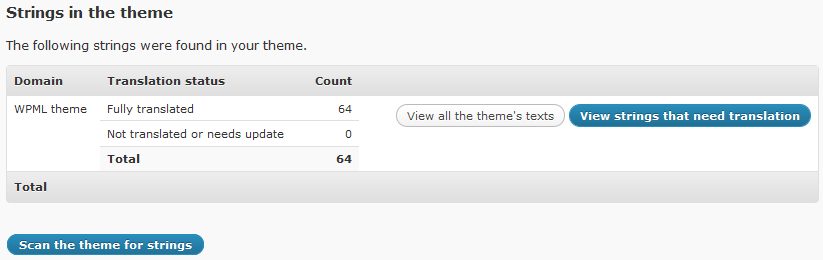 Strings in the theme
The following strings were found in your theme.
Domain Translation status Count
WPML theme Fully translated 64 View all the theme's texts View strings that need translation
Not translated or needs update 0
Total 64
Total
Scan the theme for strings